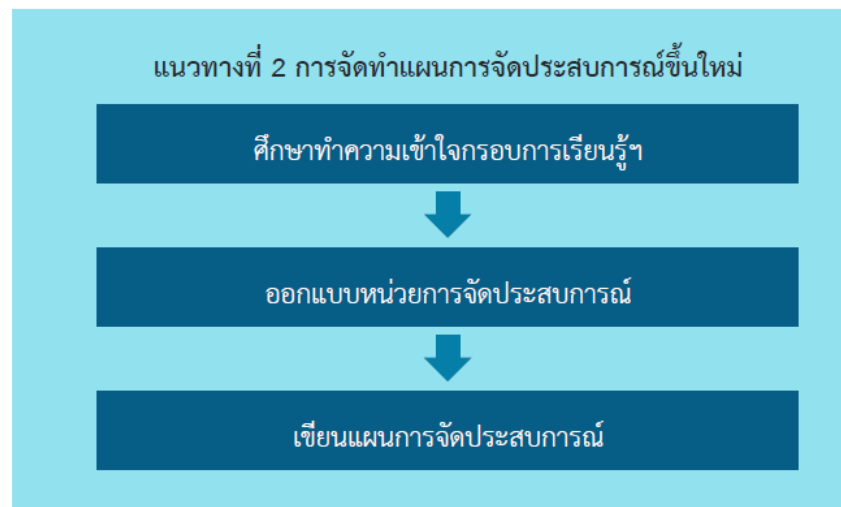 แนวทางที่ 2 การจัดทำแผนการจัดประสบการณ์ขึ้นใหม่
ศึกษาทำความเข้าใจกรอบการเรียนรู้ฯ
ออกแบบหน่วยการจัดประสบการณ์
เขียนแผนการจัดประสบการณ์